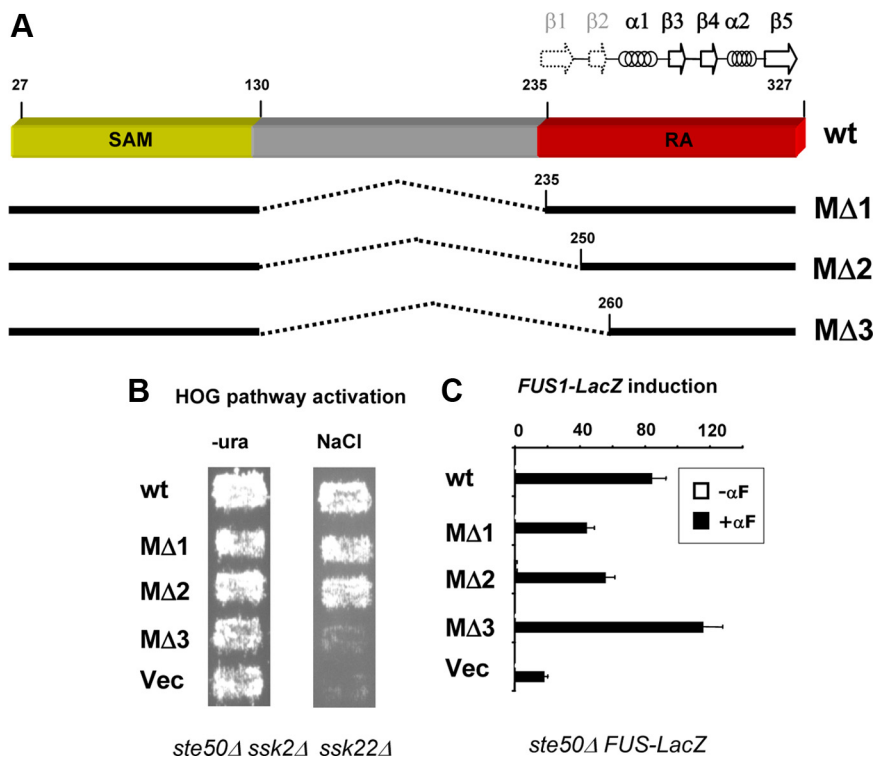 A
β1 β2 α1 β3 β4 α2 β5
27 130 235 327
SAM RA wt
235
MΔ1
250
MΔ2
260
MΔ3
B HOG pathway activation
-ura NaCl
wt
MΔ1
MΔ2
MΔ3
Vec
ste50Δ ssk2Δ ssk22Δ
C FUS1-LacZ induction
0 40 80 120
wt
MΔ1
MΔ2
MΔ3
Vec
-αF
+αF
ste50Δ FUS-LacZ